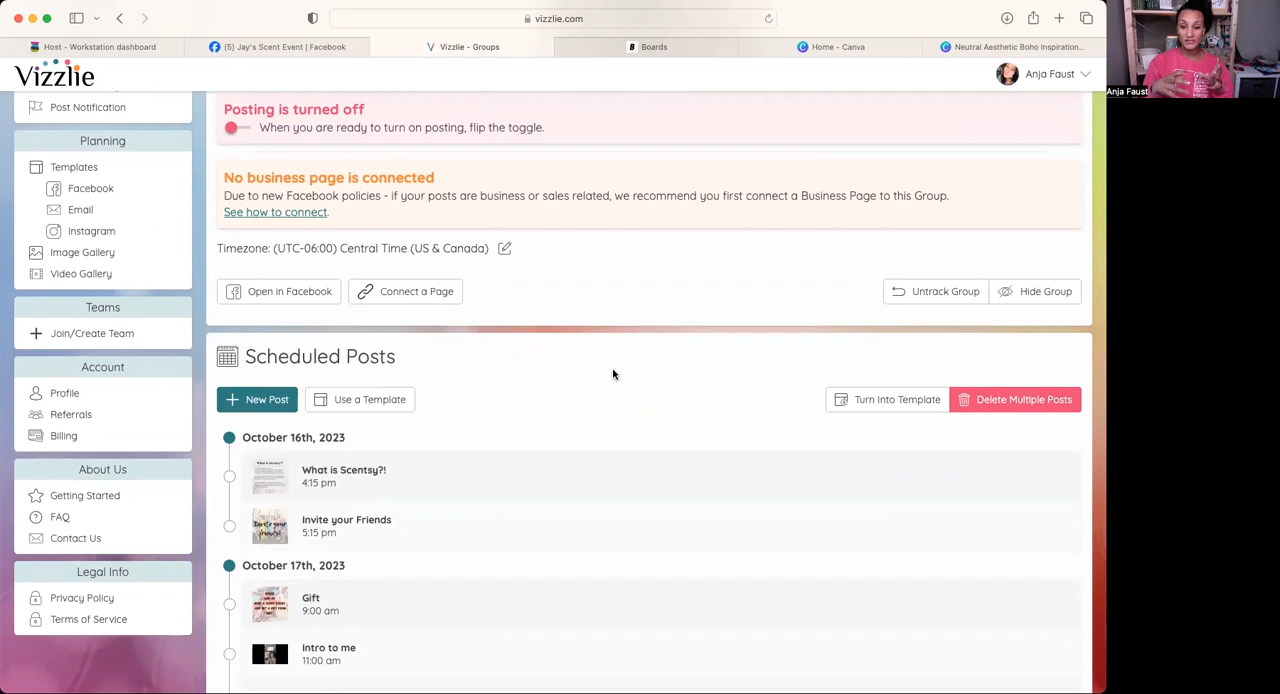 vizzlie.com
Host - Workstation dashboard
(5) Jay's Scent Event | Facebook
Vizzlie - Groups
Boards
Home - Canva
Neutral Aesthetic Boho Inspiration...
Vizzlie
Anja Faust
Anja Faust
Post Notification
Planning
Templates
Facebook
Email
Instagram
Image Gallery
Video Gallery
Teams
Join/Create Team
Account
Profile
Referrals
Billing
About Us
Getting Started
FAQ
Contact Us
Legal Info
Privacy Policy
Terms of Service
Posting is turned off
When you are ready to turn on posting, flip the toggle.
No business page is connected
Due to new Facebook policies - if your posts are business or sales related, we recommend you first connect a Business Page to this Group.
See how to connect.
Timezone: (UTC-06:00) Central Time (US & Canada)
Open in Facebook
Connect a Page
Untrack Group
Hide Group
Scheduled Posts
New Post
Use a Template
Turn Into Template
Delete Multiple Posts
October 16th, 2023
What is Scentsy?!
4:15 pm
Invite your Friends
5:15 pm
October 17th, 2023
Gift
9:00 am
Intro to me
11:00 am